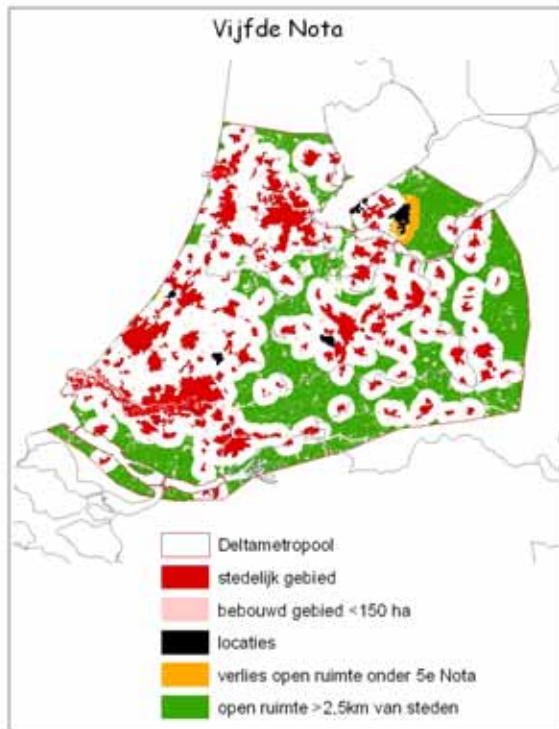 Vijfde Nota
Deltametropool
stedelijk gebied
bebouwd gebied <150 ha
locaties
verlies open ruimte onder 5e Nota
open ruimte >2,5km van steden